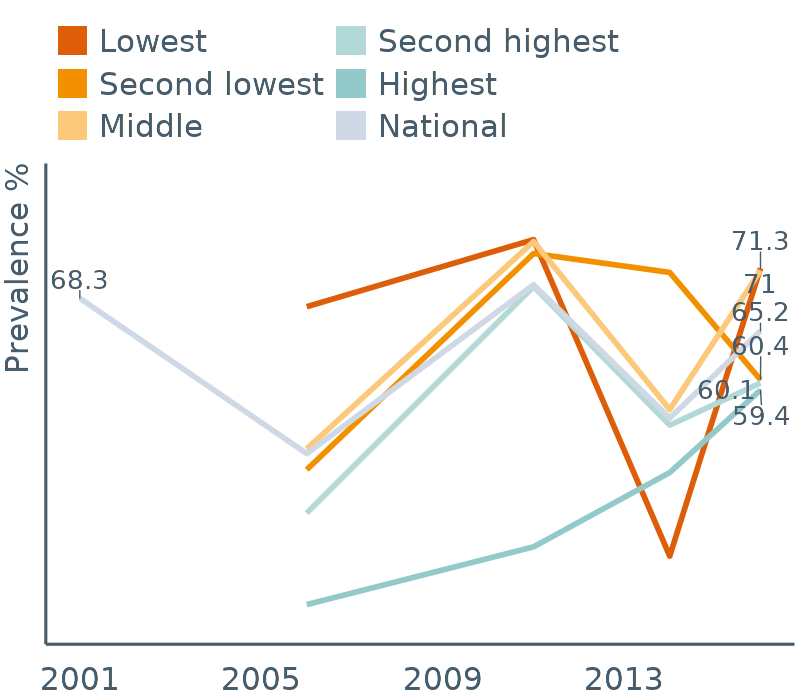 Lowest
Second lowest
Middle
Second highest
Highest
National
Prevalence %
68.3
71.3
71
65.2
60.4
60.1
59.4
2001 2005 2009 2013